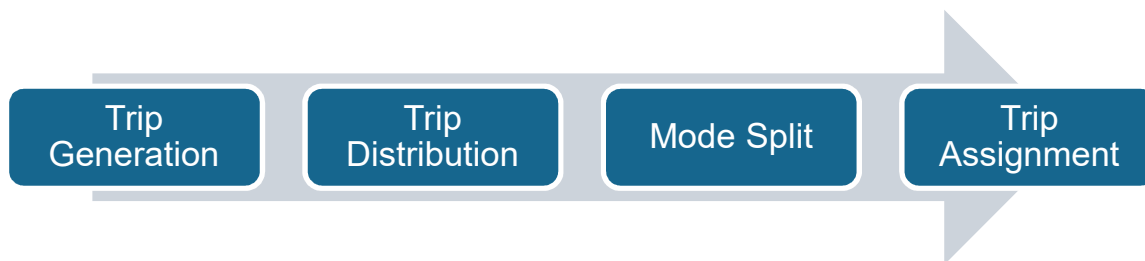 Trip
Generation
Trip
Distribution
Mode Split
Trip
Assignment